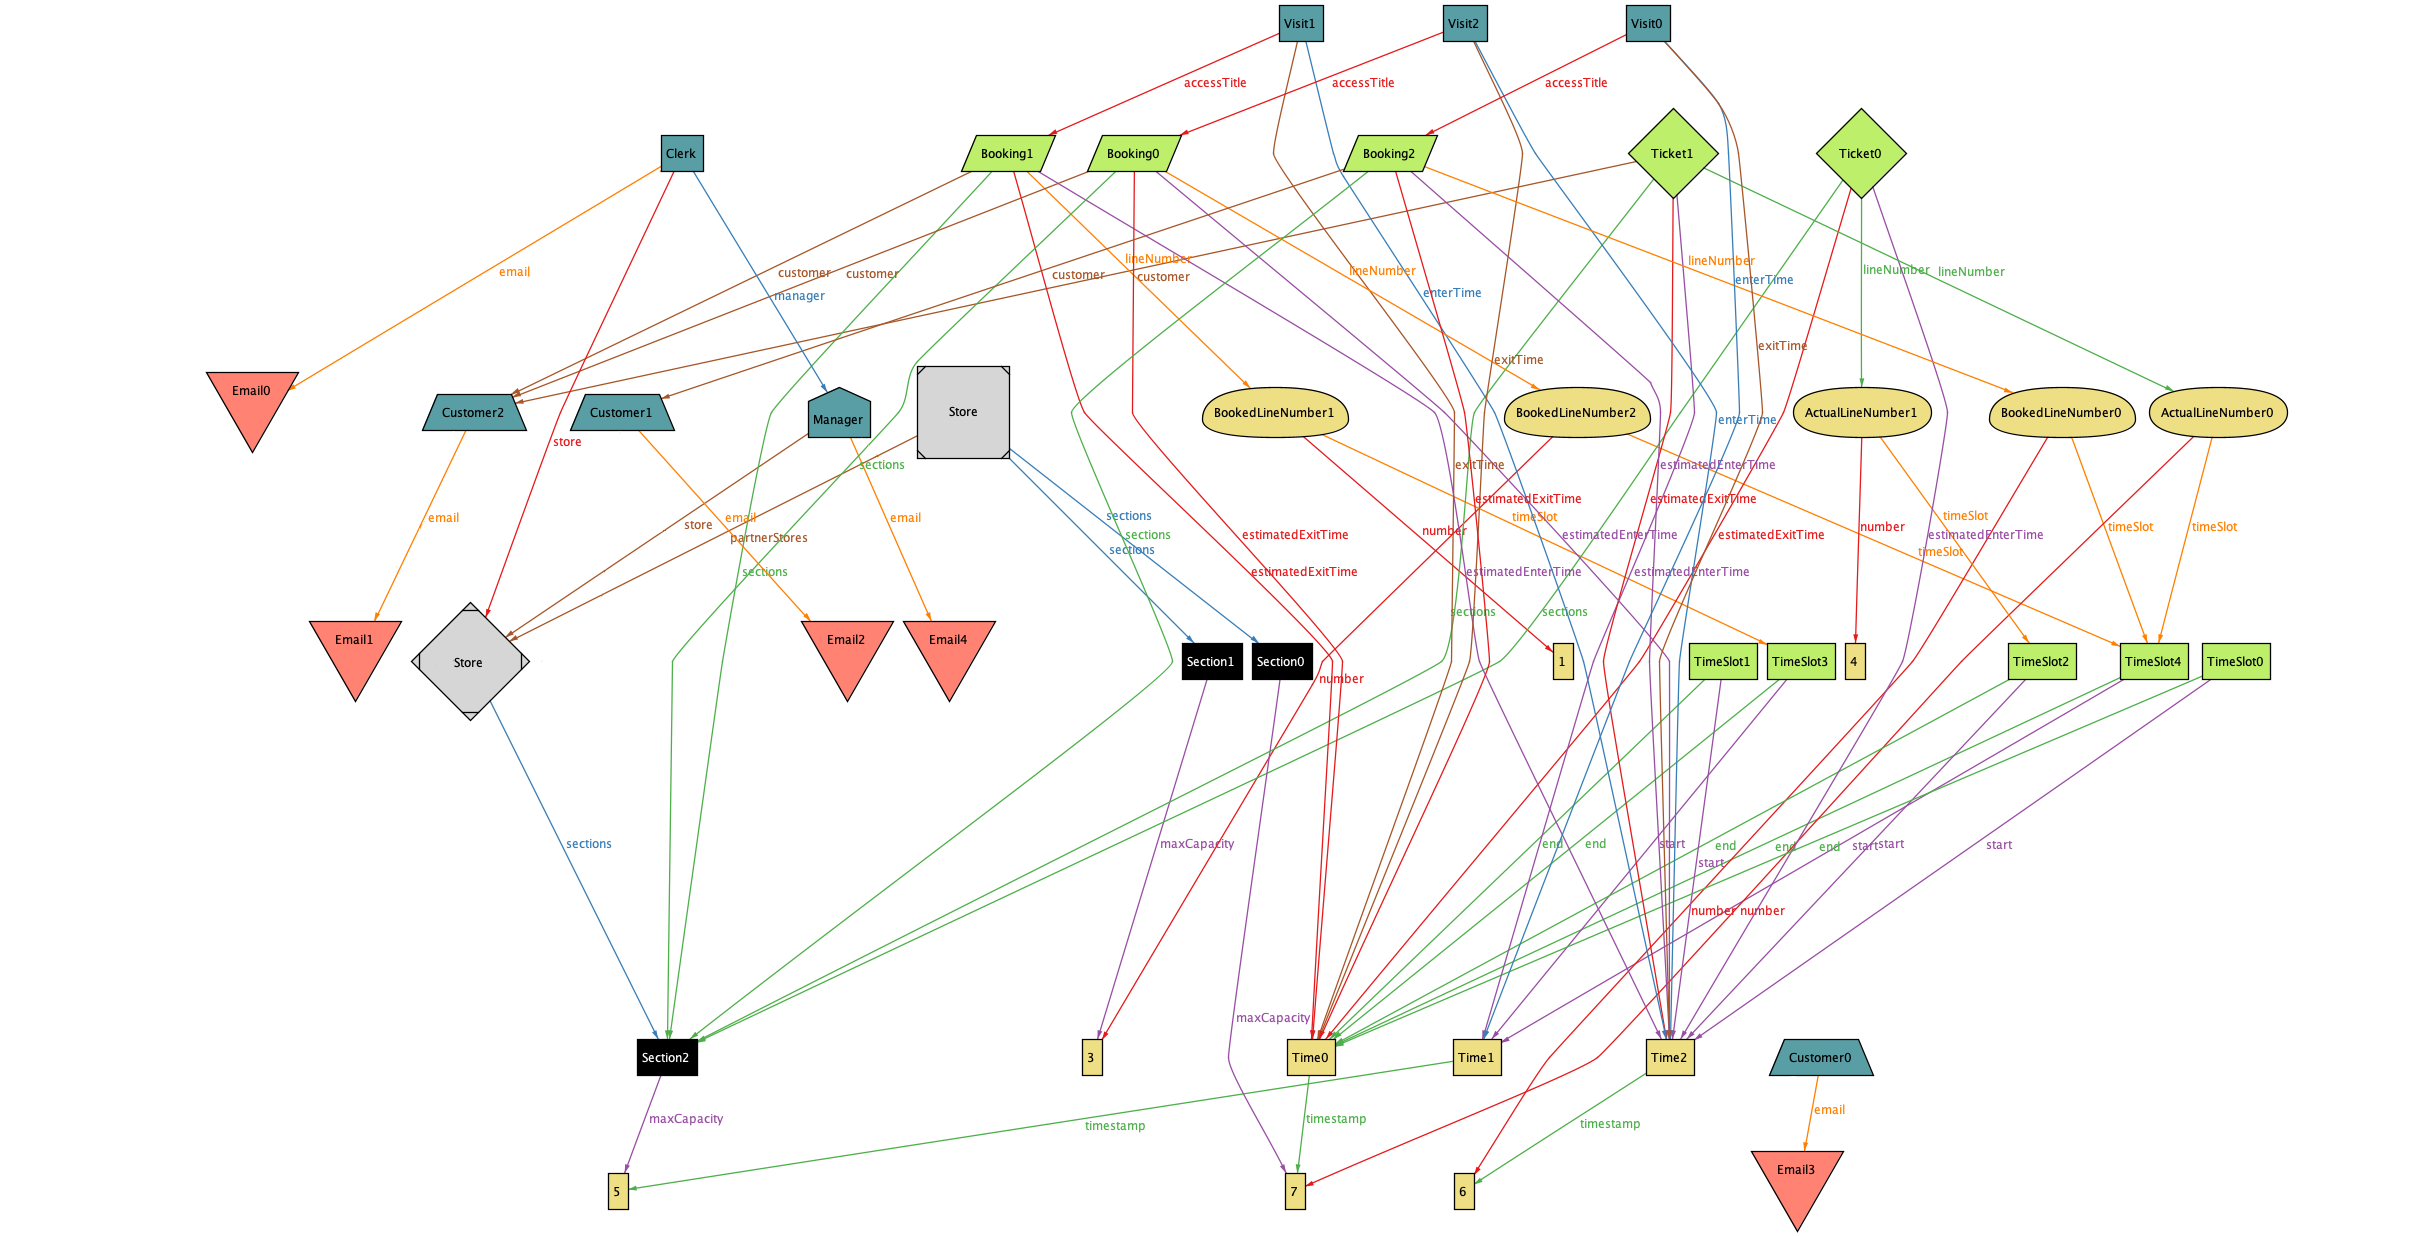 Visit1
Visit2
Visit0
accessTitle
accessTitle
accessTitle
Clerk
Booking1
Booking0
Booking2
Ticket1
Ticket0
email
customer
manager
customer
customer
customer
lineNumber
enterTime
lineNumber
lineNumber
enterTime
lineNumber
lineNumber
exitTime
exitTime
Email0
Customer2
Customer1
Manager
Store
BookedLineNumber1
BookedLineNumber2
ActualLineNumber1
BookedLineNumber0
ActualLineNumber0
enterTime
store
sections
exitTime
estimatedEnterTime
email
store
email
partnerStores
email
sections
sections
sections
estimatedExitTime
estimatedExitTime
number
timeSlot
estimatedExitTime
estimatedEnterTime
estimatedExitTime
number
timeSlot
timeSlot
estimatedEnterTime
timeSlot
timeSlot
sections
estimatedExitTime
estimatedEnterTime
estimatedEnterTime
sections
sections
Email1
Store
Email2
Email4
Section1
Section0
number
1
TimeSlot1
TimeSlot3
4
TimeSlot2
TimeSlot4
TimeSlot0
sections
maxCapacity
end
end
start
start
end
end
end
start
start
start
number
number
maxCapacity
Section2
3
Time0
Time1
Time2
Customer0
maxCapacity
timestamp
timestamp
timestamp
email
5
7
6
Email3